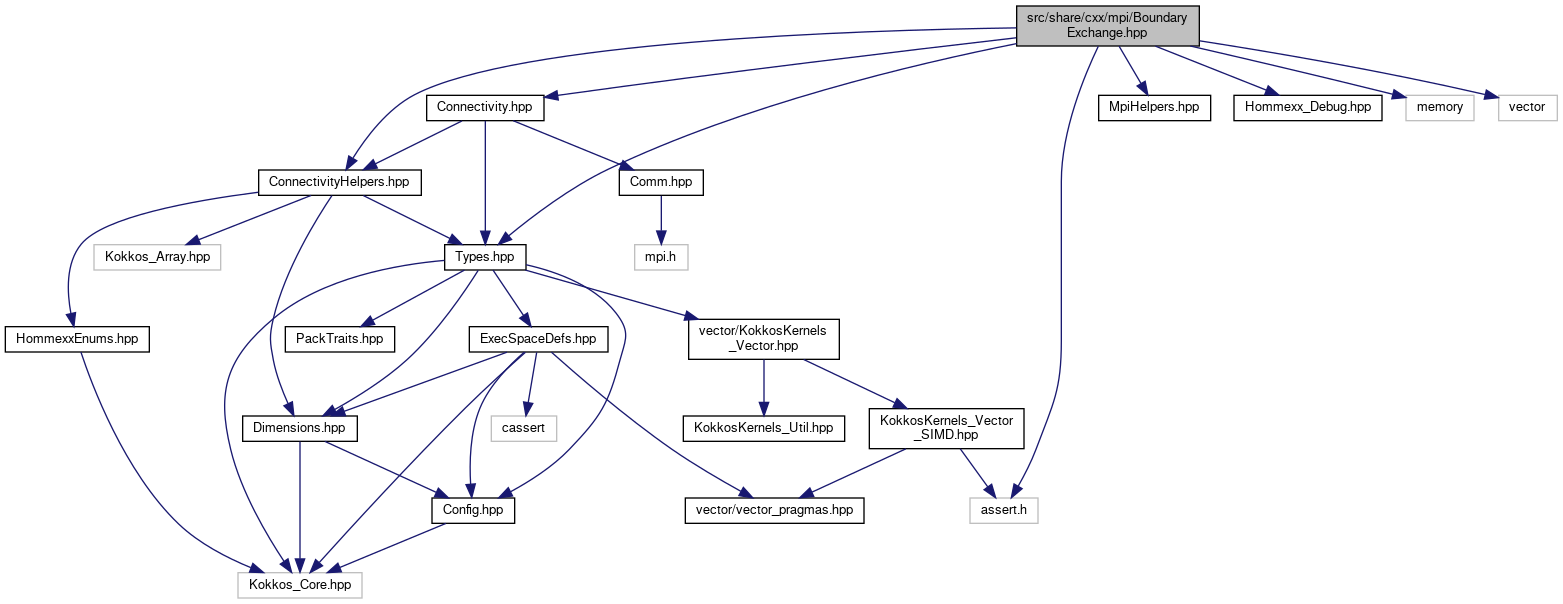 src/share/cxx/mpi/Boundary
Exchange.hpp
Connectivity.hpp
MpiHelpers.hpp
Hommexx_Debug.hpp
memory
vector
ConnectivityHelpers.hpp
Comm.hpp
Kokkos_Array.hpp
Types.hpp
mpi.h
HommexxEnums.hpp
PackTraits.hpp
ExecSpaceDefs.hpp
vector/KokkosKernels
_Vector.hpp
Dimensions.hpp
cassert
KokkosKernels_Util.hpp
KokkosKernels_Vector
_SIMD.hpp
Config.hpp
vector/vector_pragmas.hpp
assert.h
Kokkos_Core.hpp